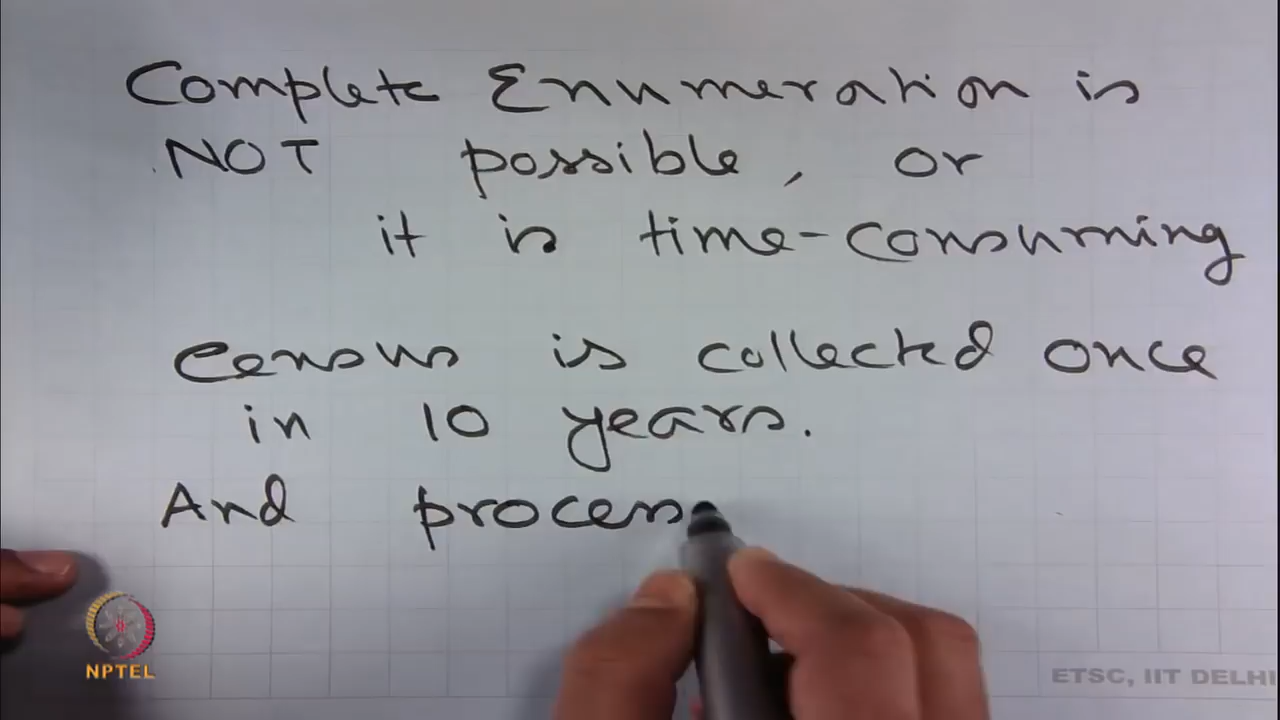 Complete Enumeration is
NOT possible, or
it is time-consuming
Census is collected once
in 10 years.
And process
NPTEL
ETSC, IIT DELHI